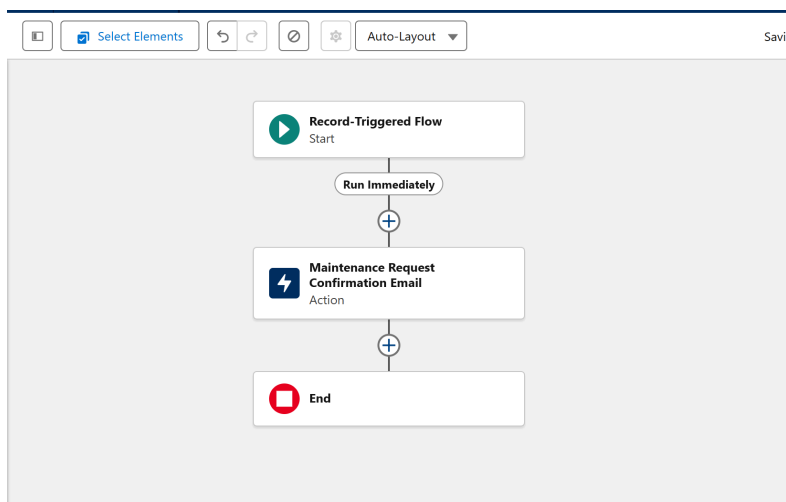 Select Elements
Auto-Layout
Savi
Record-Triggered Flow
Start
Run Immediately
Maintenance Request
Confirmation Email
Action
End